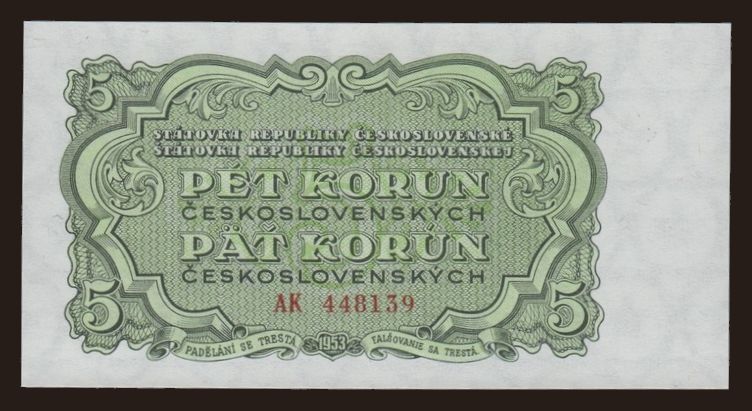 5 5
STÁTOVKA REPUBLIKY ČESKOSLOVENSKÉ
ŠTÁTOVKA REPUBLIKY ČESKOSLOVENSKEJ
PĚT KORUN
ČESKOSLOVENSKÝCH
PÄŤ KORÚN
ČESKOSLOVENSKÝCH
AK 448139
5 5
PADĚLÁNÍ SE TRESTÁ 1953 FALŠOVANIE SA TRESTÁ